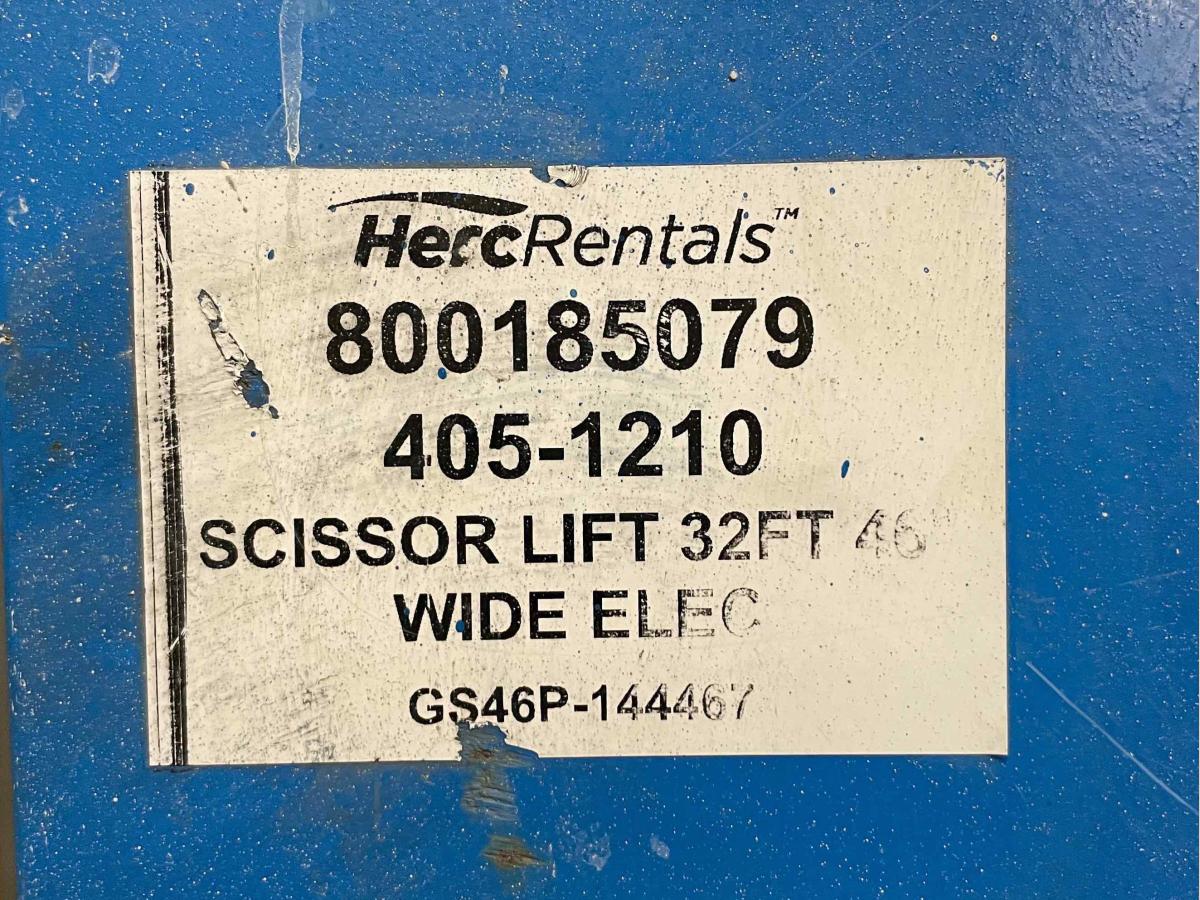 HercRentals™
800185079
405-1210
SCISSOR LIFT 32FT 46"
WIDE ELEC
GS46P-144467